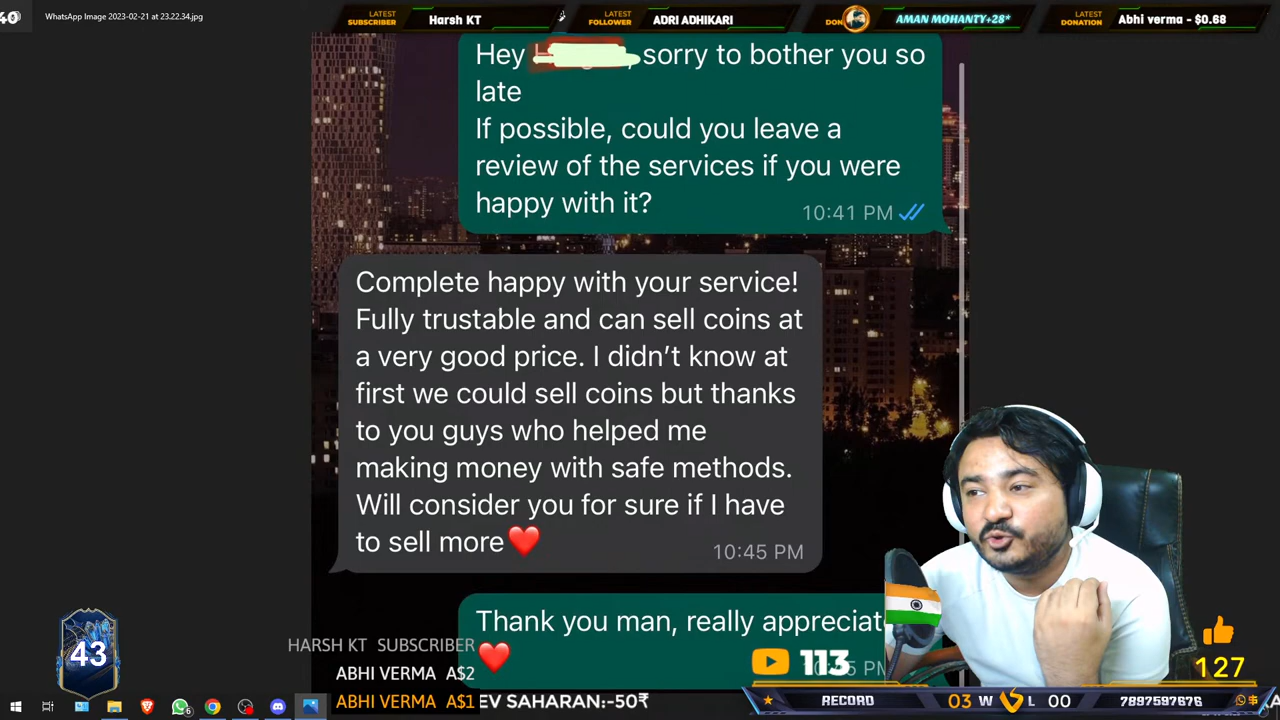 WhatsApp Image 2023-02-21 at 23.22.34.jpg
LATEST SUBSCRIBER
Harsh KT
LATEST FOLLOWER
ADRI ADHIKARI
AMAN MOHANTY+28*
LATEST DONATION
Abhi verma - $0.68
Hey
, sorry to bother you so
late
If possible, could you leave a
review of the services if you were
happy with it?
10:41 PM
Complete happy with your service!
Fully trustable and can sell coins at
a very good price. I didn't know at
first we could sell coins but thanks
to you guys who helped me
making money with safe methods.
Will consider you for sure if I have
to sell more❤️
10:45 PM
Thank you man, really appreciate
❤️
43
HARSH KT SUBSCRIBER
ABHI VERMA A$2
ABHI VERMA A$1
EV SAHARAN:-50₹
113
127
RECORD
03 W L 00
7897597676